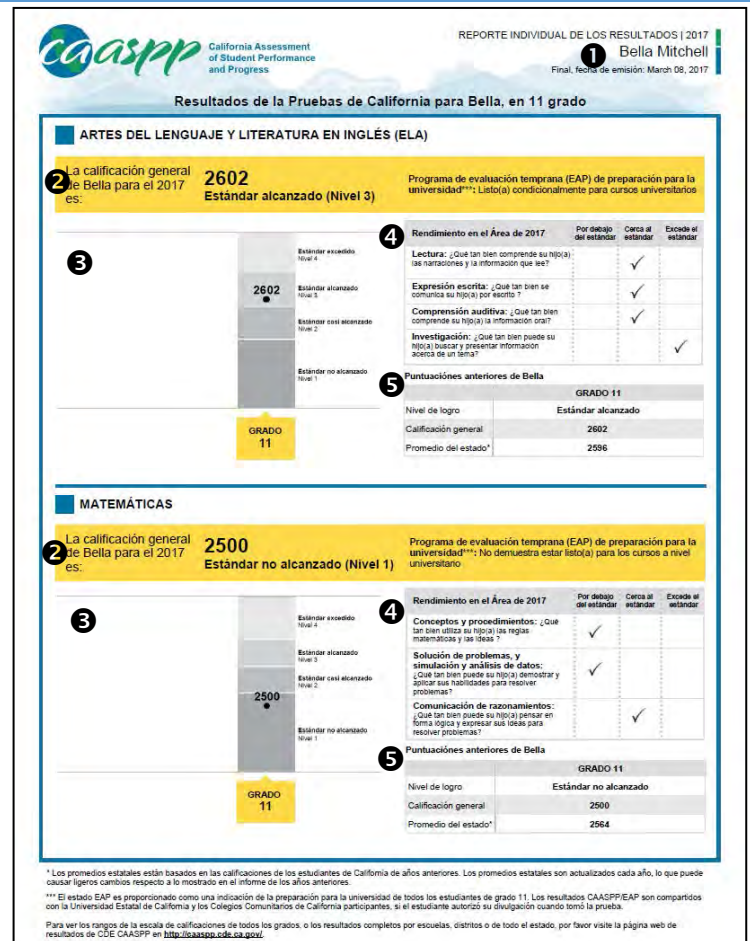 caaspp
California Assessment
of Student Performance
and Progress
REPORTE INDIVIDUAL DE LOS RESULTADOS | 2017
❶
Bella Mitchell
Final, fecha de emisión: March 08, 2017
Resultados de la Pruebas de California para Bella, en 11 grado
ARTES DEL LENGUAJE Y LITERATURA EN INGLÉS (ELA)
❷
La calificación general
de Bella para el 2017
es:
2602
Estándar alcanzado (Nivel 3)
Programa de evaluación temprana (EAP) de preparación para la
universidad***: Listo(a) condicionalmente para cursos universitarios
❸
Estándar excedido
Nivel 4
2602
Estándar alcanzado
Nivel 3
Estándar casi alcanzado
Nivel 2
Estándar no alcanzado
Nivel 1
GRADO
11
❹
Rendimiento en el Área de 2017
Por debajo
del estándar
Cerca al
estándar
Excede el
estándar
Lectura: ¿Qué tan bien comprende su hijo(a)
las narraciones y la información que lee?
✓
Expresión escrita: ¿Qué tan bien se
comunica su hijo(a) por escrito ?
✓
Comprensión auditiva: ¿Qué tan bien
comprende su hijo(a) la información oral?
✓
Investigación: ¿Qué tan bien puede su
hijo(a) buscar y presentar información
acerca de un tema?
✓
❺
Puntuaciónes anteriores de Bella
GRADO 11
Nivel de logro Estándar alcanzado
Calificación general 2602
Promedio del estado* 2596
MATEMÁTICAS
❷
La calificación general
de Bella para el 2017
es:
2500
Estándar no alcanzado (Nivel 1)
Programa de evaluación temprana (EAP) de preparación para la
universidad***: No demuestra estar listo(a) para los cursos a nivel
universitario
❸
Estándar excedido
Nivel 4
Estándar alcanzado
Nivel 3
Estándar casi alcanzado
Nivel 2
2500
Estándar no alcanzado
Nivel 1
GRADO
11
❹
Rendimiento en el Área de 2017
Por debajo
del estándar
Cerca al
estándar
Excede el
estándar
Conceptos y procedimientos: ¿Qué
tan bien utiliza su hijo(a) las reglas
matemáticas y las ideas ?
✓
Solución de problemas, y
simulación y análisis de datos:
¿Qué tan bien puede su hijo(a) demostrar y
aplicar sus habilidades para resolver
problemas?
✓
Comunicación de razonamientos:
¿Qué tan bien puede su hijo(a) pensar en
forma lógica y expresar sus ideas para
resolver problemas?
✓
❺
Puntuaciónes anteriores de Bella
GRADO 11
Nivel de logro Estándar no alcanzado
Calificación general 2500
Promedio del estado* 2564
* Los promedios estatales están basados en las calificaciones de los estudiantes de California de años anteriores. Los promedios estatales son actualizados cada año, lo que puede
causar ligeros cambios respecto a lo mostrado en el informe de los años anteriores.
*** El estado EAP es proporcionado como una indicación de la preparación para la universidad de todos los estudiantes de grado 11. Los resultados CAASPP/EAP son compartidos
con la Universidad Estatal de California y los Colegios Comunitarios de California participantes, si el estudiante autorizó su divulgación cuando tomó la prueba.
Para ver los rangos de la escala de calificaciones de todos los grados, o los resultados completos por escuelas, distritos o de todo el estado, por favor visite la página web de
resultados de CDE CAASPP en http://caaspp.cde.ca.gov/.